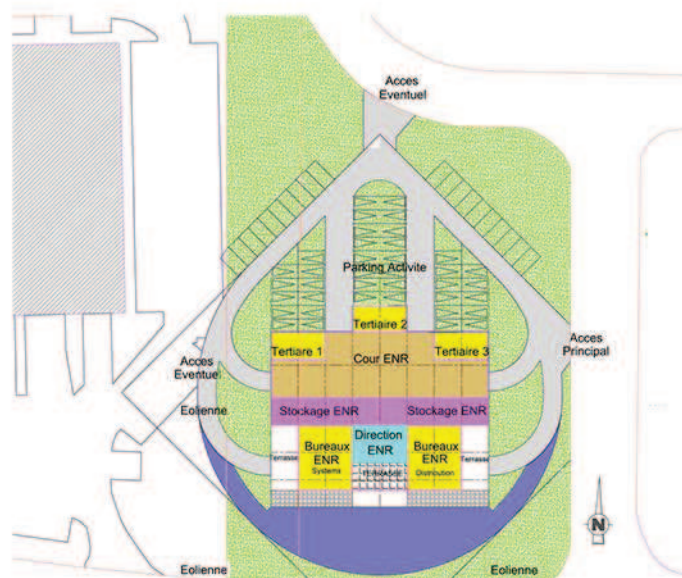 Acces
Eventuel
Parking Activite
Tertiaire 2
Tertiaire 1
Tertiaire 3
Cour ENR
Acces
Principal
Acces
Eventuel
Eolienne
Stockage ENR
Stockage ENR
Direction
ENR
Bureaux
ENR
Systems
Bureaux
ENR
Distribution
Terrasse
TERRASSE
Terrasse
N
Eolienne
Eolienne